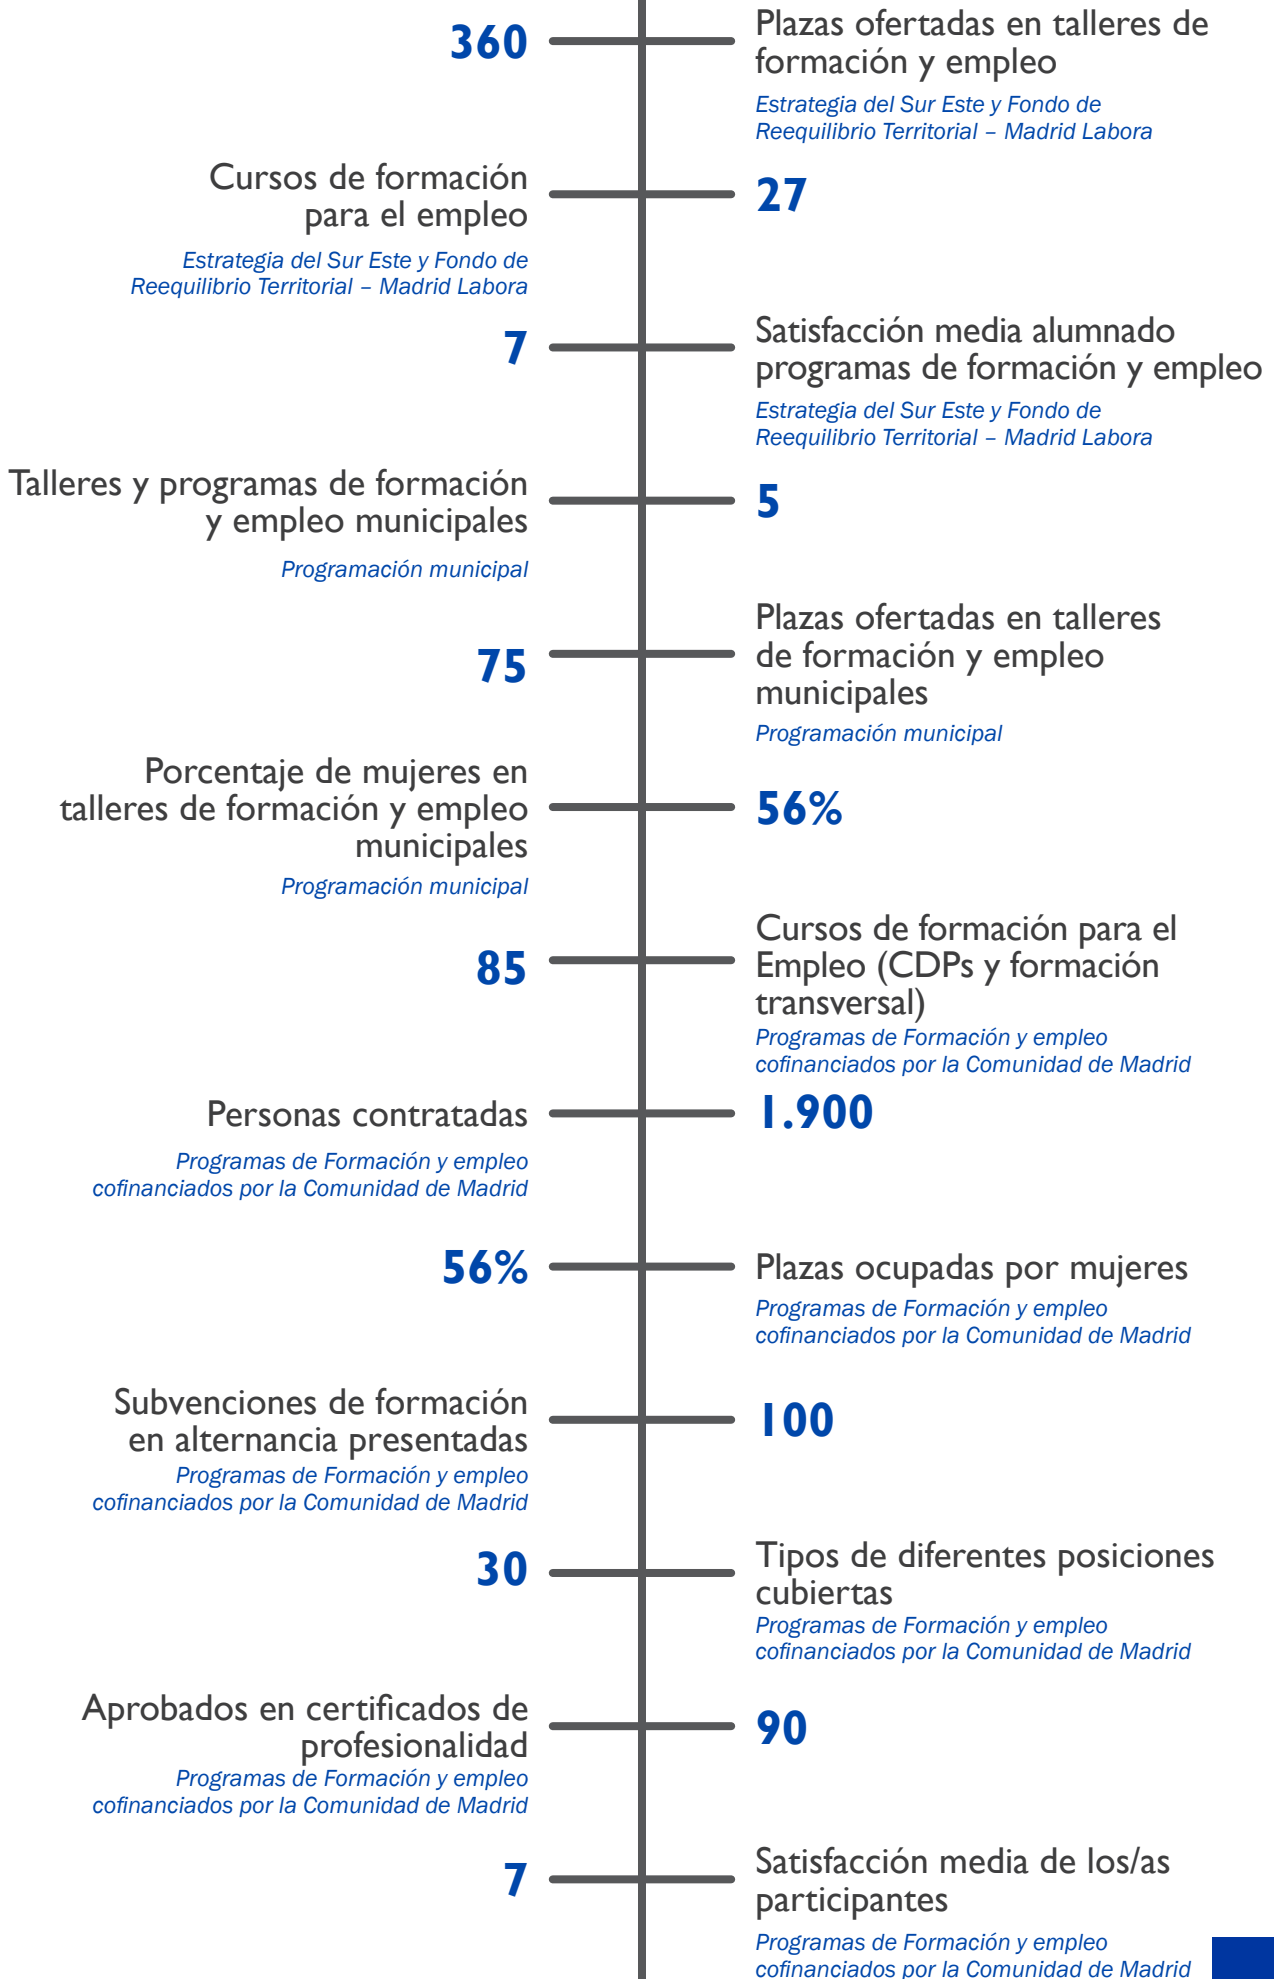 360
Plazas ofertadas en talleres de
formación y empleo
Estrategia del Sur Este y Fondo de
Reequilibrio Territorial – Madrid Labora
Cursos de formación
para el empleo
Estrategia del Sur Este y Fondo de
Reequilibrio Territorial – Madrid Labora
27
7
Satisfacción media alumnado
programas de formación y empleo
Estrategia del Sur Este y Fondo de
Reequilibrio Territorial – Madrid Labora
Talleres y programas de formación
y empleo municipales
Programación municipal
5
75
Plazas ofertadas en talleres
de formación y empleo
municipales
Programación municipal
Porcentaje de mujeres en
talleres de formación y empleo
municipales
Programación municipal
56%
85
Cursos de formación para el
Empleo (CDPs y formación
transversal)
Programas de Formación y empleo
cofinanciados por la Comunidad de Madrid
Personas contratadas
Programas de Formación y empleo
cofinanciados por la Comunidad de Madrid
1.900
56%
Plazas ocupadas por mujeres
Programas de Formación y empleo
cofinanciados por la Comunidad de Madrid
Subvenciones de formación
en alternancia presentadas
Programas de Formación y empleo
cofinanciados por la Comunidad de Madrid
100
30
Tipos de diferentes posiciones
cubiertas
Programas de Formación y empleo
cofinanciados por la Comunidad de Madrid
Aprobados en certificados de
profesionalidad
Programas de Formación y empleo
cofinanciados por la Comunidad de Madrid
90
7
Satisfacción media de los/as
participantes
Programas de Formación y empleo
cofinanciados por la Comunidad de Madrid